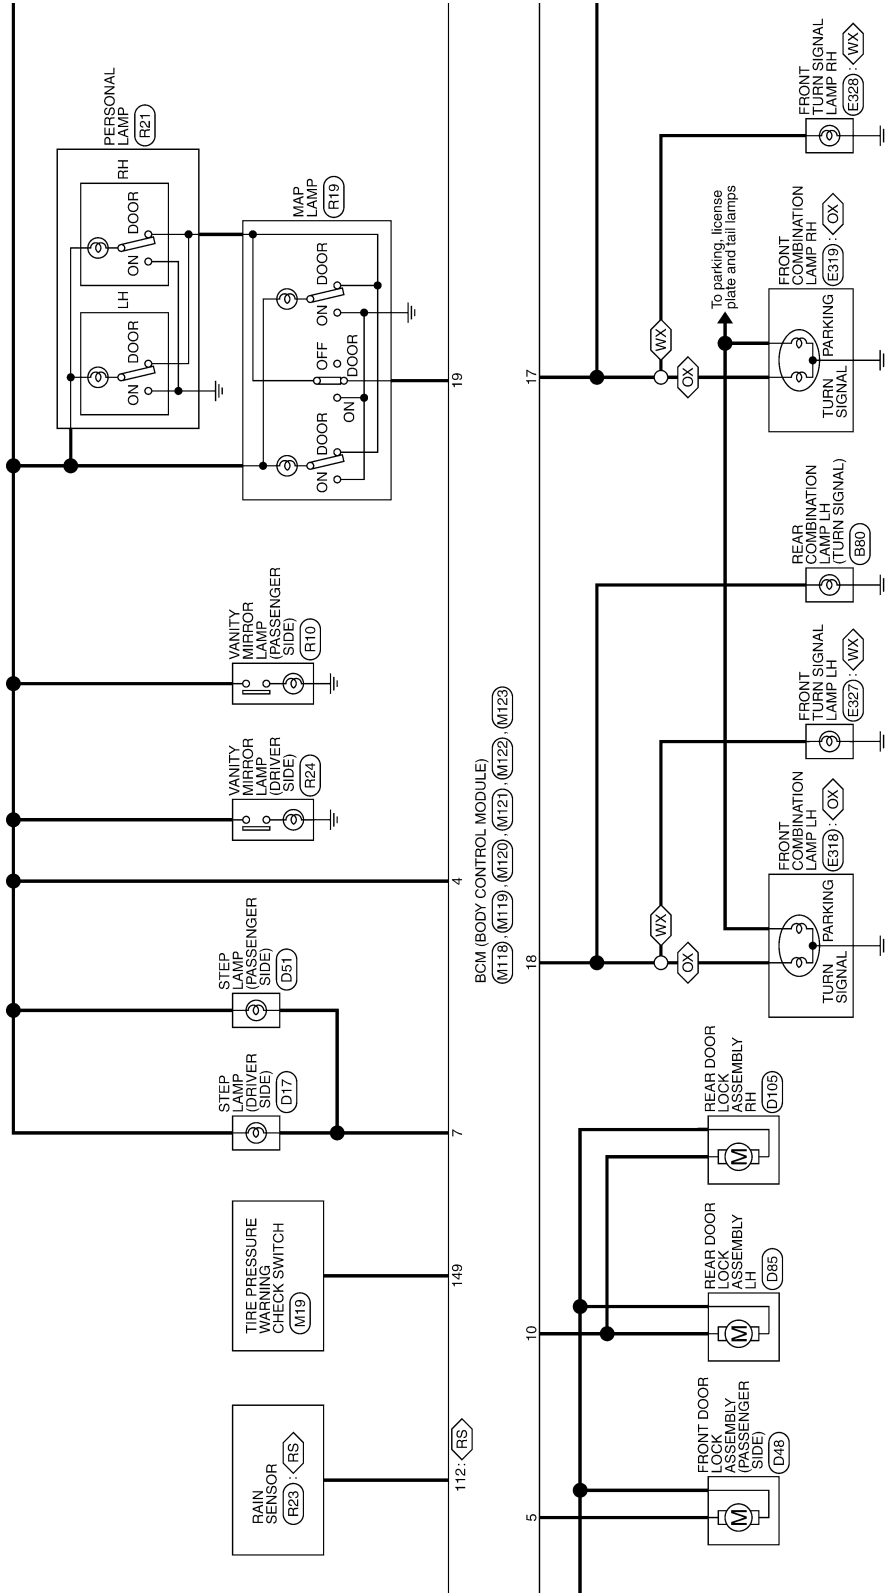 RAIN
SENSOR
R23 : RS
TIRE PRESSURE
WARNING
CHECK SWITCH
M19
STEP
LAMP
(DRIVER
SIDE)
D17
STEP
LAMP
(PASSENGER
SIDE)
D51
VANITY
MIRROR
LAMP
(DRIVER
SIDE)
R24
VANITY
MIRROR
LAMP
(PASSENGER
SIDE)
R10
PERSONAL
LAMP
R21
LH
ON
DOOR
RH
ON
DOOR
MAP
LAMP
R19
ON
DOOR
ON
OFF
DOOR
ON
DOOR
112 : RS
149
7
4
19
BCM (BODY CONTROL MODULE)
M118 , M119 , M120 , M121 , M122 , M123
5
10
18
17
FRONT DOOR
LOCK
ASSEMBLY
(PASSENGER
SIDE)
D48
M
REAR DOOR
LOCK
ASSEMBLY
LH
D85
M
REAR DOOR
LOCK
ASSEMBLY
RH
D105
M
WX
OX
FRONT
COMBINATION
LAMP LH
E318 : OX
TURN
SIGNAL
PARKING
FRONT
TURN SIGNAL
LAMP LH
E327 : WX
REAR
COMBINATION
LAMP LH
(TURN SIGNAL)
B80
WX
OX
To parking, license
plate and tail lamps
FRONT
COMBINATION
LAMP RH
E319 : OX
TURN
SIGNAL
PARKING
FRONT
TURN SIGNAL
LAMP RH
E328 : WX